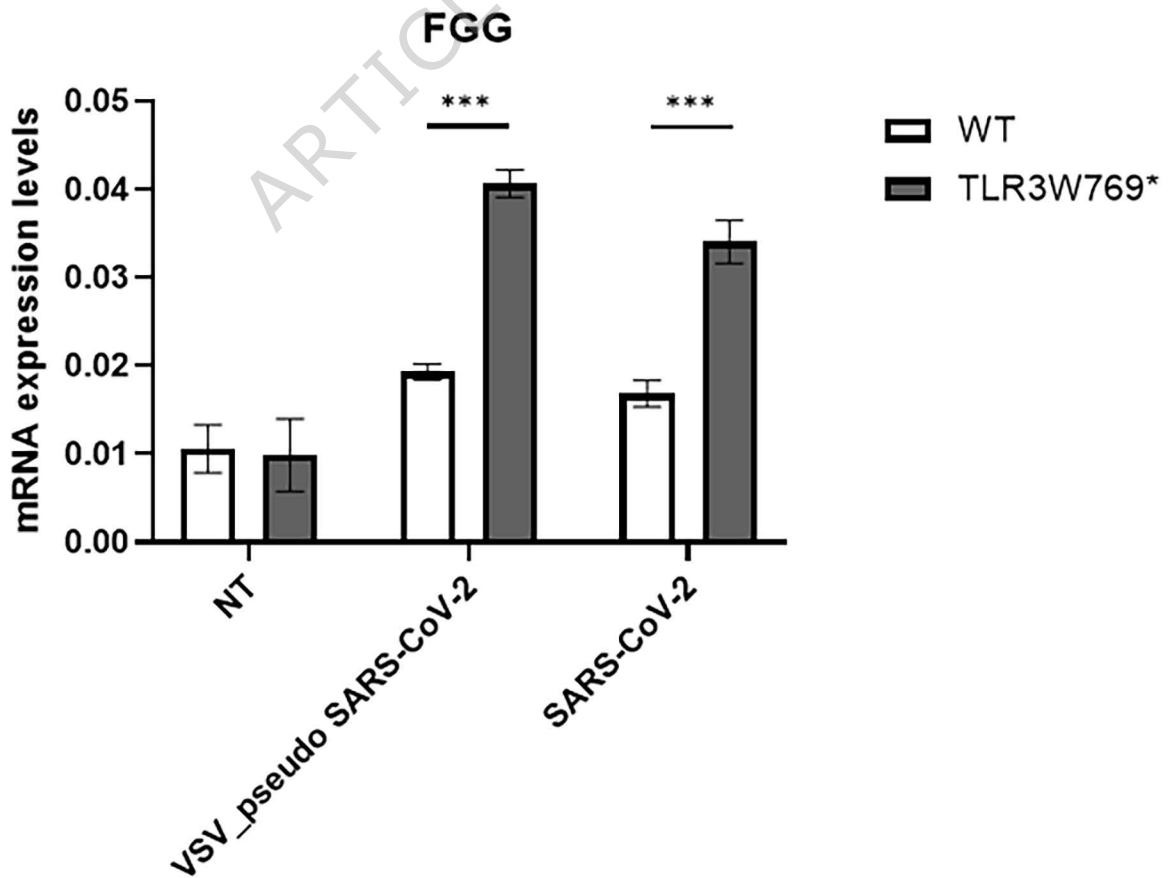 ARTICL
FGG
mRNA expression levels
0.05
0.04
0.03
0.02
0.01
0.00
***
***
WT
TLR3W769*
NT
VSV_pseudo SARS-CoV-2
SARS-CoV-2